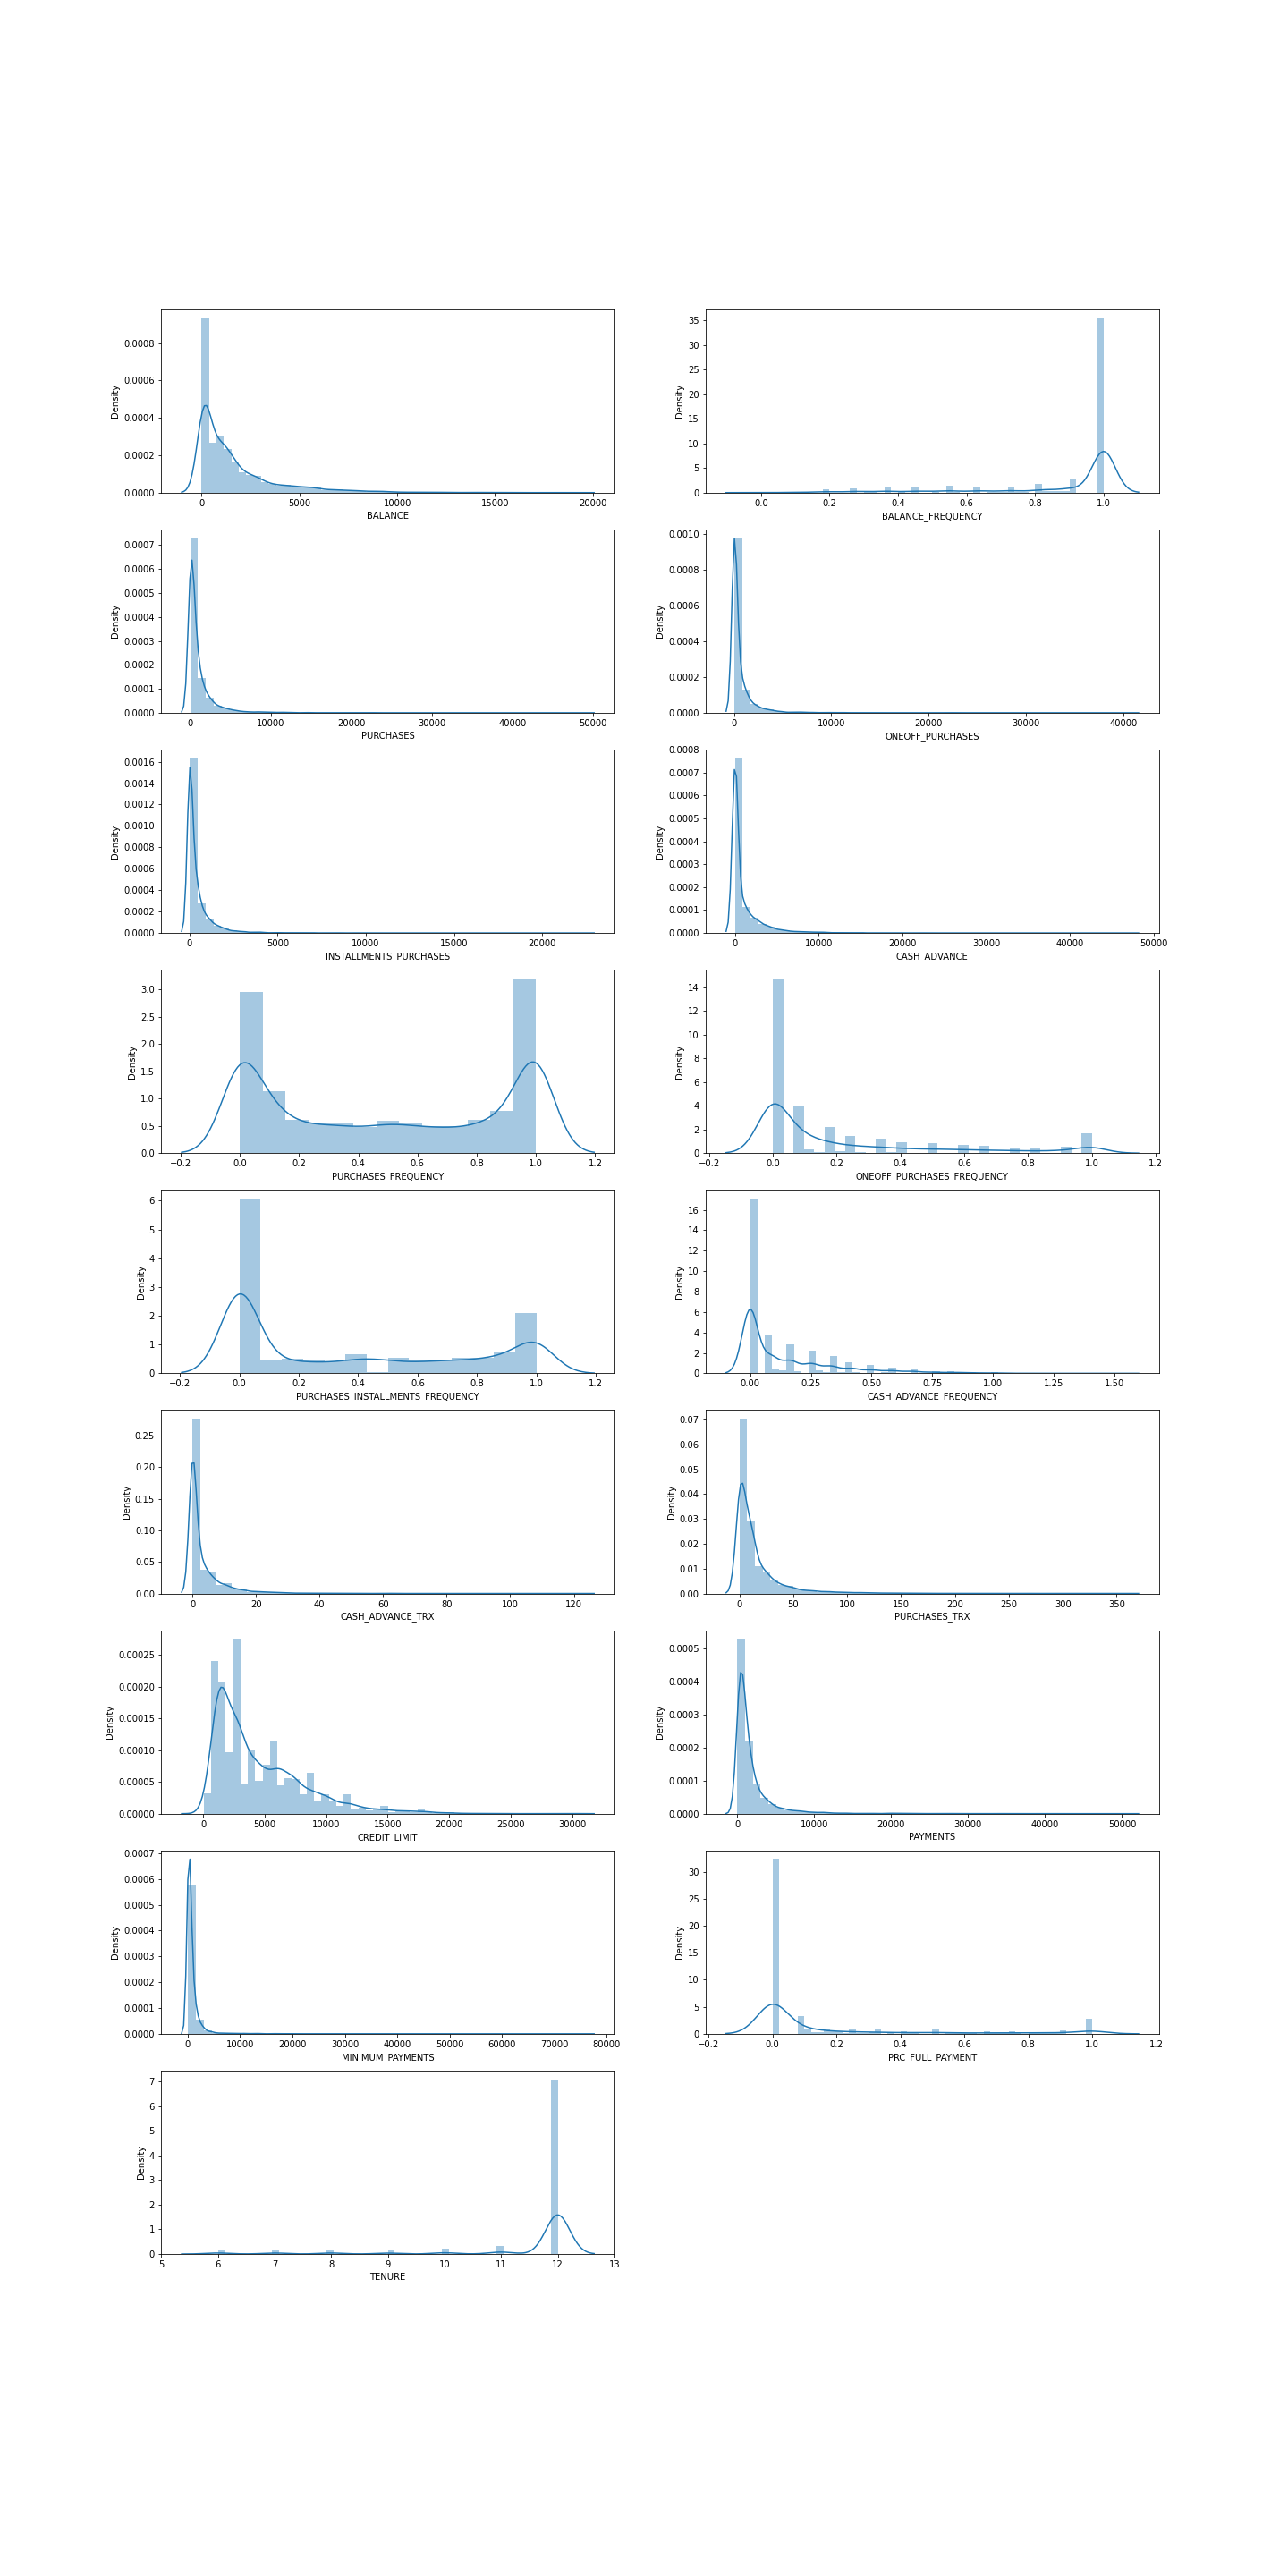 Density
0.0008
0.0006
0.0004
0.0002
0.0000
0 5000 10000 15000 20000
BALANCE
Density
35
30
25
20
15
10
5
0
0.0 0.2 0.4 0.6 0.8 1.0
BALANCE_FREQUENCY
Density
0.0007
0.0006
0.0005
0.0004
0.0003
0.0002
0.0001
0.0000
0 10000 20000 30000 40000 50000
PURCHASES
Density
0.0010
0.0008
0.0006
0.0004
0.0002
0.0000
0 10000 20000 30000 40000
ONEOFF_PURCHASES
Density
0.0016
0.0014
0.0012
0.0010
0.0008
0.0006
0.0004
0.0002
0.0000
0 5000 10000 15000 20000
INSTALLMENTS_PURCHASES
Density
0.0008
0.0007
0.0006
0.0005
0.0004
0.0003
0.0002
0.0001
0.0000
0 10000 20000 30000 40000 50000
CASH_ADVANCE
Density
3.0
2.5
2.0
1.5
1.0
0.5
0.0
−0.2 0.0 0.2 0.4 0.6 0.8 1.0 1.2
PURCHASES_FREQUENCY
Density
14
12
10
8
6
4
2
0
−0.2 0.0 0.2 0.4 0.6 0.8 1.0 1.2
ONEOFF_PURCHASES_FREQUENCY
Density
6
5
4
3
2
1
0
−0.2 0.0 0.2 0.4 0.6 0.8 1.0 1.2
PURCHASES_INSTALLMENTS_FREQUENCY
Density
16
14
12
10
8
6
4
2
0
0.00 0.25 0.50 0.75 1.00 1.25 1.50
CASH_ADVANCE_FREQUENCY
Density
0.25
0.20
0.15
0.10
0.05
0.00
0 20 40 60 80 100 120
CASH_ADVANCE_TRX
Density
0.07
0.06
0.05
0.04
0.03
0.02
0.01
0.00
0 50 100 150 200 250 300 350
PURCHASES_TRX
Density
0.00025
0.00020
0.00015
0.00010
0.00005
0.00000
0 5000 10000 15000 20000 25000 30000
CREDIT_LIMIT
Density
0.0005
0.0004
0.0003
0.0002
0.0001
0.0000
0 10000 20000 30000 40000 50000
PAYMENTS
Density
0.0007
0.0006
0.0005
0.0004
0.0003
0.0002
0.0001
0.0000
0 10000 20000 30000 40000 50000 60000 70000 80000
MINIMUM_PAYMENTS
Density
30
25
20
15
10
5
0
−0.2 0.0 0.2 0.4 0.6 0.8 1.0 1.2
PRC_FULL_PAYMENT
Density
7
6
5
4
3
2
1
0
5 6 7 8 9 10 11 12 13
TENURE